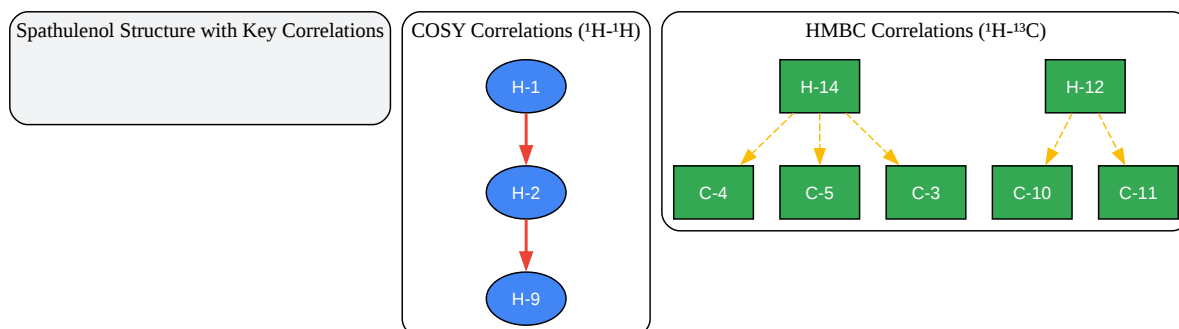 Spathulenol Structure with Key Correlations
COSY Correlations (¹H-¹H)
H-1
H-2
H-9
HMBC Correlations (¹H-¹³C)
H-14
H-12
C-4
C-5
C-3
C-10
C-11